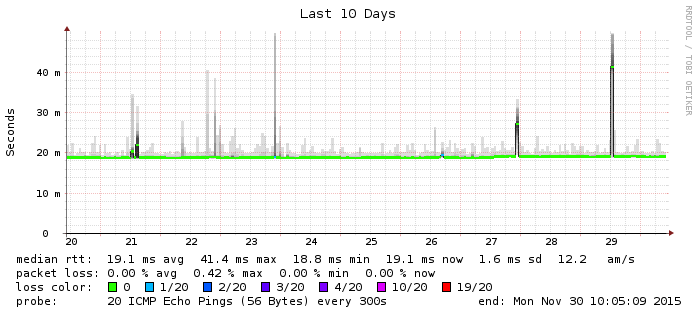 Last 10 Days
RRDTOOL / TOBI OETIKER
Seconds
40 m
30 m
20 m
10 m
0
20 21 22 23 24 25 26 27 28 29
median rtt: 19.1 ms avg 41.4 ms max 18.8 ms min 19.1 ms now 1.6 ms sd 12.2 am/s
packet loss: 0.00 % avg 0.42 % max 0.00 % min 0.00 % now
loss color: 0 1/20 2/20 3/20 4/20 10/20 19/20
probe: 20 ICMP Echo Pings (56 Bytes) every 300s end: Mon Nov 30 10:05:09 2015